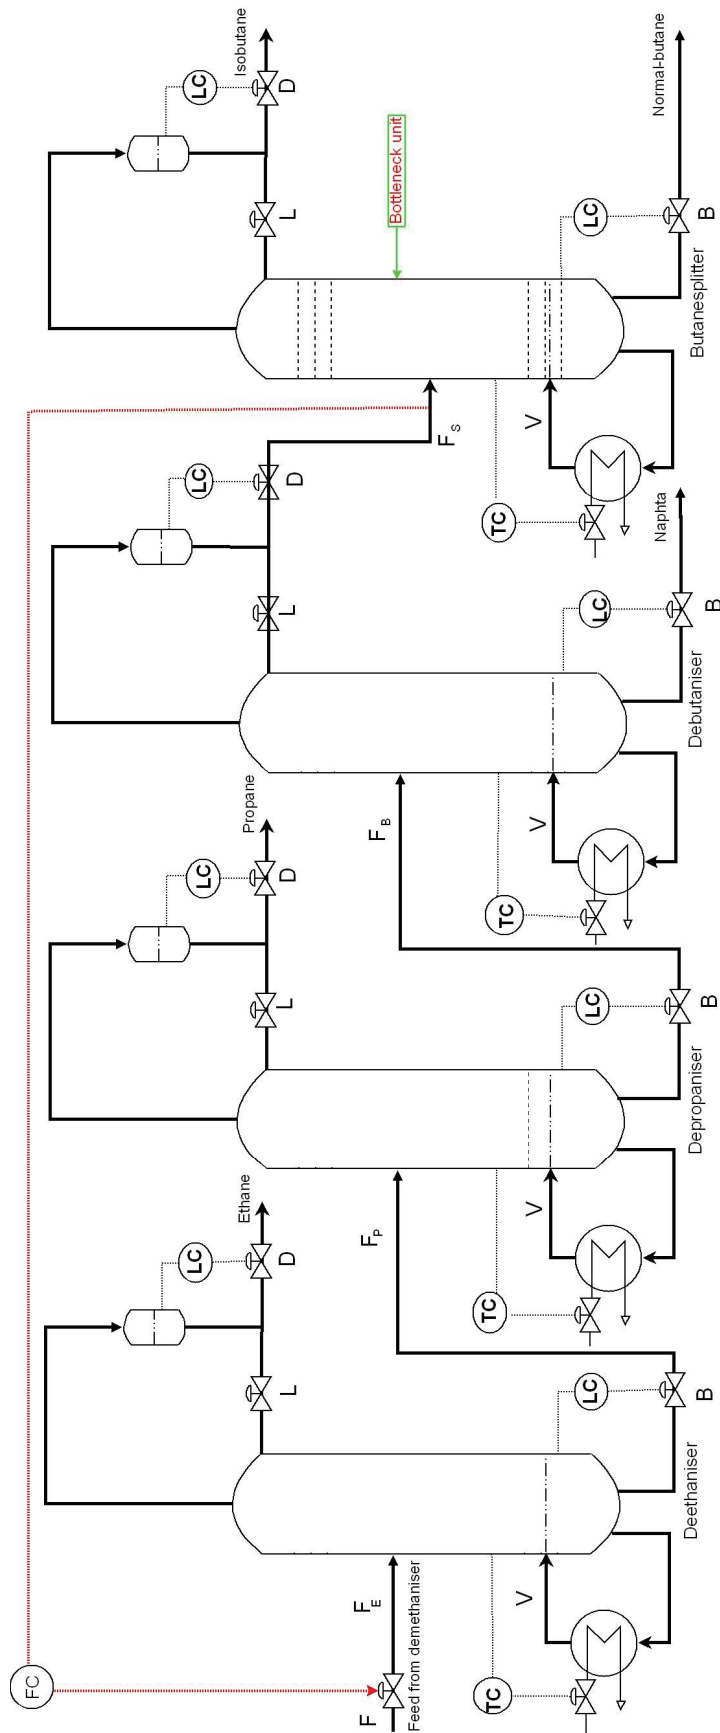 FC
F
Feed from demethaniser
F_E
TC
V
L
LC
D
Ethane
LC
B
Deethaniser
F_P
TC
V
L
LC
D
Propane
LC
B
Depropaniser
F_B
TC
V
L
LC
D
LC
B
Naphta
Debutaniser
F_S
TC
V
Bottleneck unit
L
LC
D
Isobutane
LC
B
Normal-butane
Butanesplitter